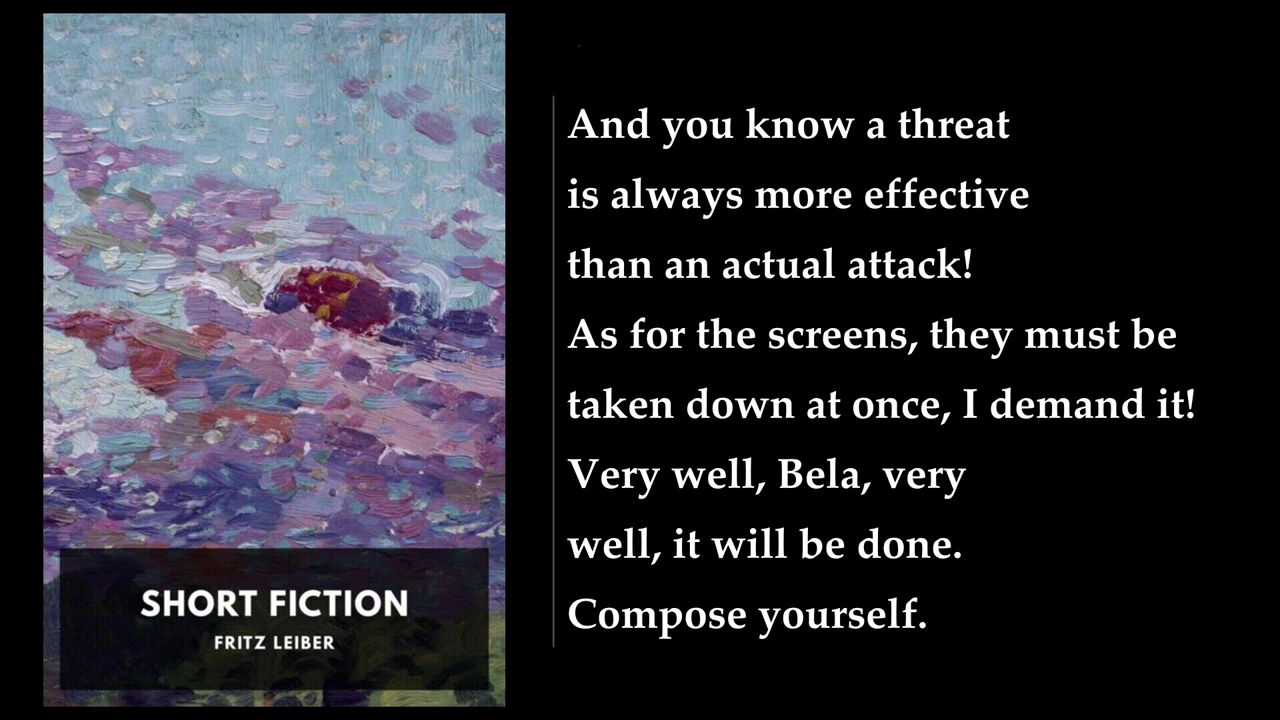 And you know a threat
is always more effective
than an actual attack!
As for the screens, they must be
taken down at once, I demand it!
Very well, Bela, very
well, it will be done.
Compose yourself.
SHORT FICTION
FRITZ LEIBER